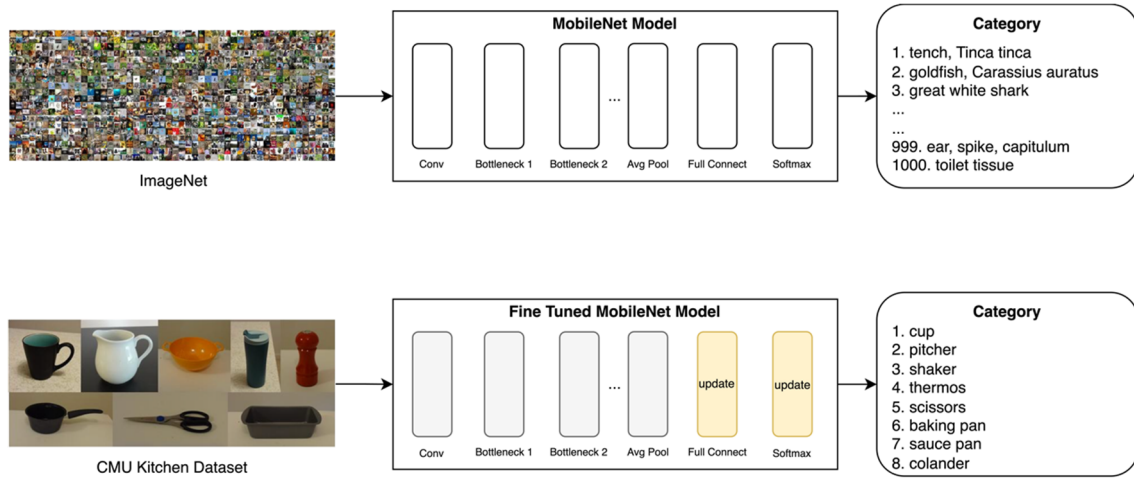 MobileNet Model
Category
1. tench, Tinca tinca
2. goldfish, Carassius auratus
3. great white shark
...
...
999. ear, spike, capitulum
1000. toilet tissue
...
Conv
Bottleneck 1
Bottleneck 2
Avg Pool
Full Connect
Softmax
ImageNet
Fine Tuned MobileNet Model
Category
1. cup
2. pitcher
3. shaker
4. thermos
5. scissors
6. baking pan
7. sauce pan
8. colander
...
update
update
Conv
Bottleneck 1
Bottleneck 2
Avg Pool
Full Connect
Softmax
CMU Kitchen Dataset